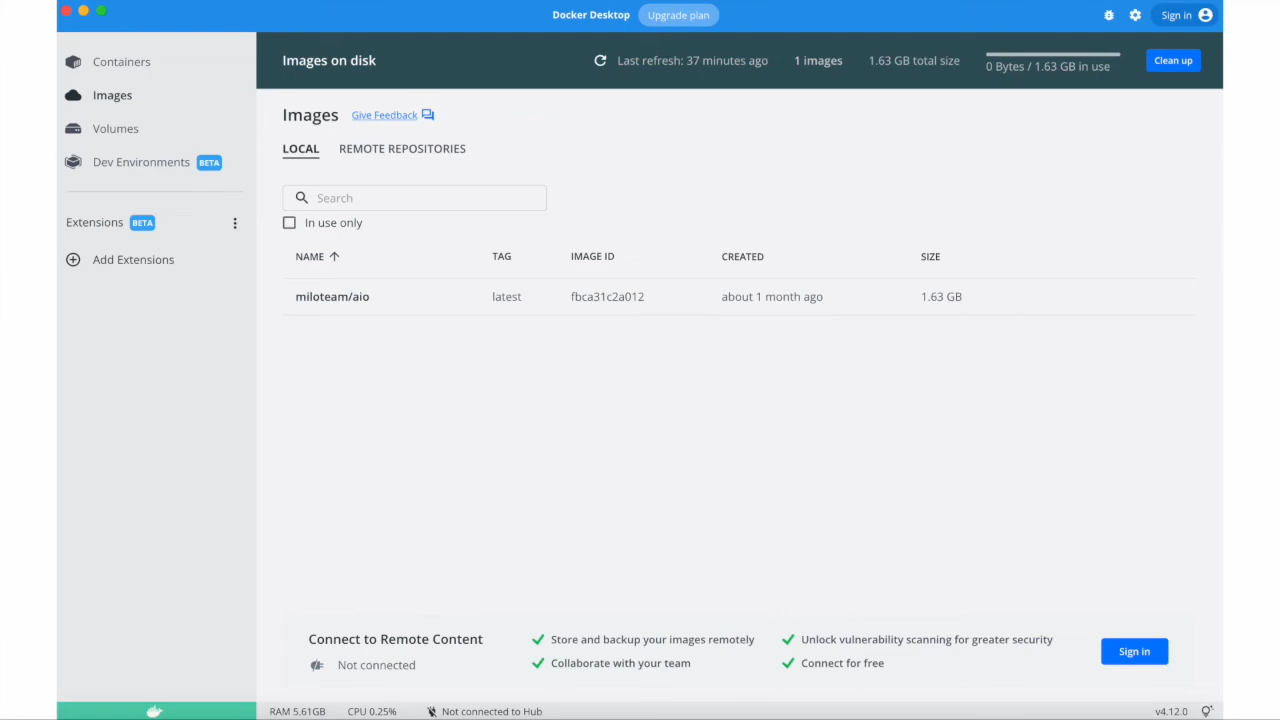 Docker Desktop Upgrade plan Sign in
Containers
Images
Volumes
Dev Environments BETA
Extensions BETA
Add Extensions
Images on disk Last refresh: 37 minutes ago 1 images 1.63 GB total size 0 Bytes / 1.63 GB in use Clean up
Images Give Feedback
LOCAL REMOTE REPOSITORIES
Search
In use only
NAME TAG IMAGE ID CREATED SIZE
miloteam/aio latest fbca31c2a012 about 1 month ago 1.63 GB
Connect to Remote Content
Not connected
Store and backup your images remotely
Collaborate with your team
Unlock vulnerability scanning for greater security
Connect for free
Sign in
RAM 5.61GB CPU 0.25% Not connected to Hub v4.12.0